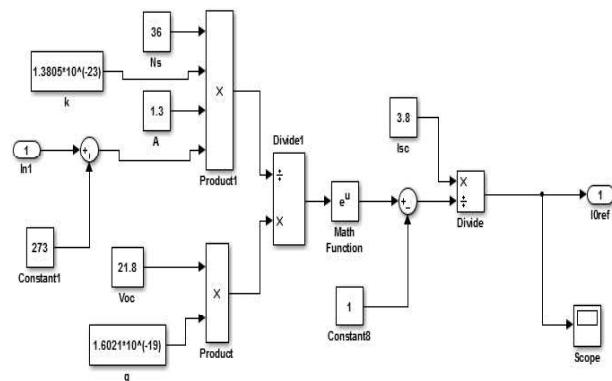 36
Ns
1.3805*10^(-23)
k
1.3
A
X
Product1
1
In1
+
+
273
Constant1
Divide1
÷
X
21.8
Voc
X
Product
1.6021*10^(-19)
q
e^u
Math
Function
+
−
1
Constant8
3.8
Isc
X
÷
Divide
1
I0ref
Scope